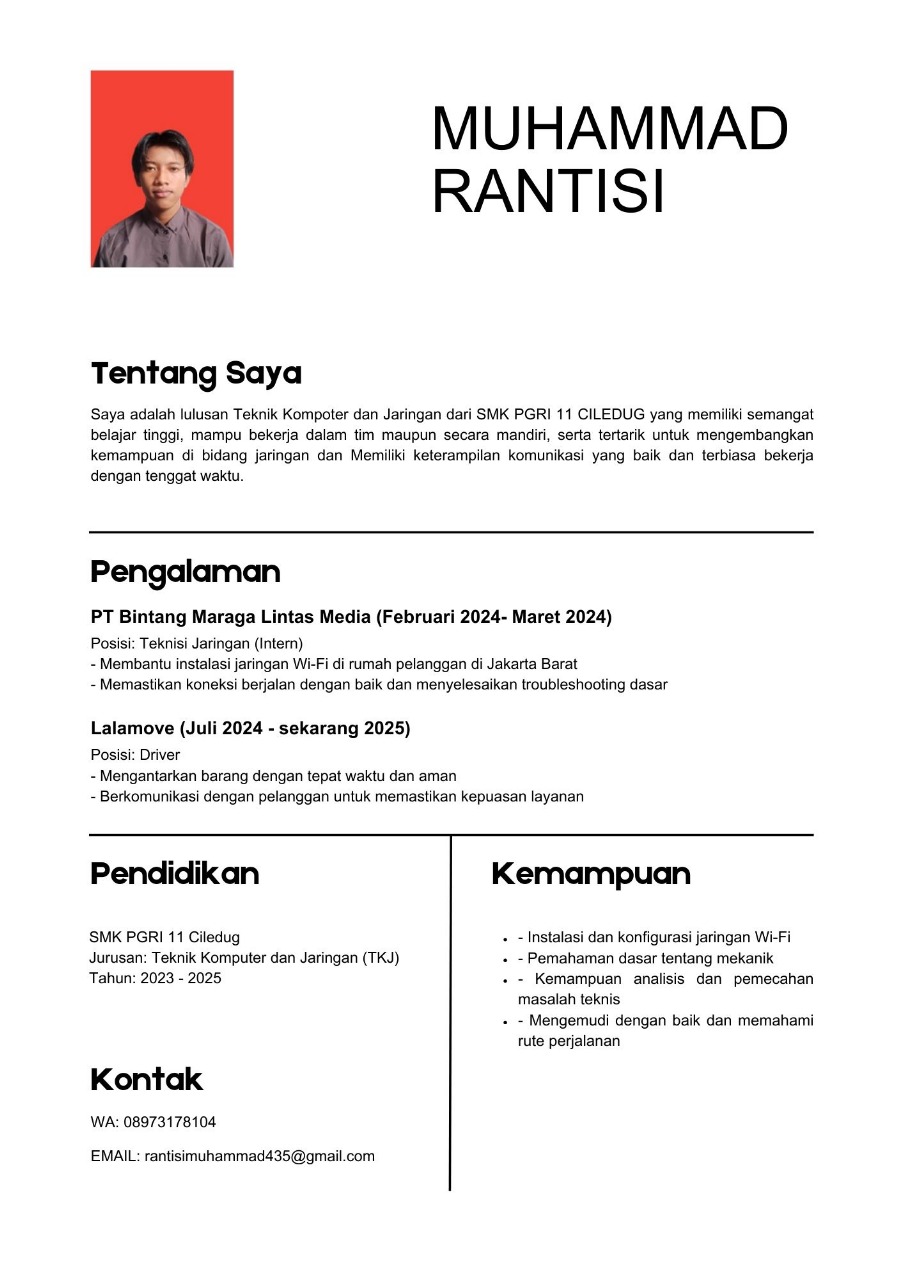 MUHAMMAD
RANTISI
Tentang Saya
Saya adalah lulusan Teknik Kompoter dan Jaringan dari SMK PGRI 11 CILEDUG yang memiliki semangat
belajar tinggi, mampu bekerja dalam tim maupun secara mandiri, serta tertarik untuk mengembangkan
kemampuan di bidang jaringan dan Memiliki keterampilan komunikasi yang baik dan terbiasa bekerja
dengan tenggat waktu.
Pengalaman
PT Bintang Maraga Lintas Media (Februari 2024- Maret 2024)
Posisi: Teknisi Jaringan (Intern)
- Membantu instalasi jaringan Wi-Fi di rumah pelanggan di Jakarta Barat
- Memastikan koneksi berjalan dengan baik dan menyelesaikan troubleshooting dasar
Lalamove (Juli 2024 - sekarang 2025)
Posisi: Driver
- Mengantarkan barang dengan tepat waktu dan aman
- Berkomunikasi dengan pelanggan untuk memastikan kepuasan layanan
Pendidikan
SMK PGRI 11 Ciledug
Jurusan: Teknik Komputer dan Jaringan (TKJ)
Tahun: 2023 - 2025
Kontak
WA: 08973178104
EMAIL: rantisimuhammad435@gmail.com
Kemampuan
• - Instalasi dan konfigurasi jaringan Wi-Fi
• - Pemahaman dasar tentang mekanik
• - Kemampuan analisis dan pemecahan
masalah teknis
• - Mengemudi dengan baik dan memahami
rute perjalanan